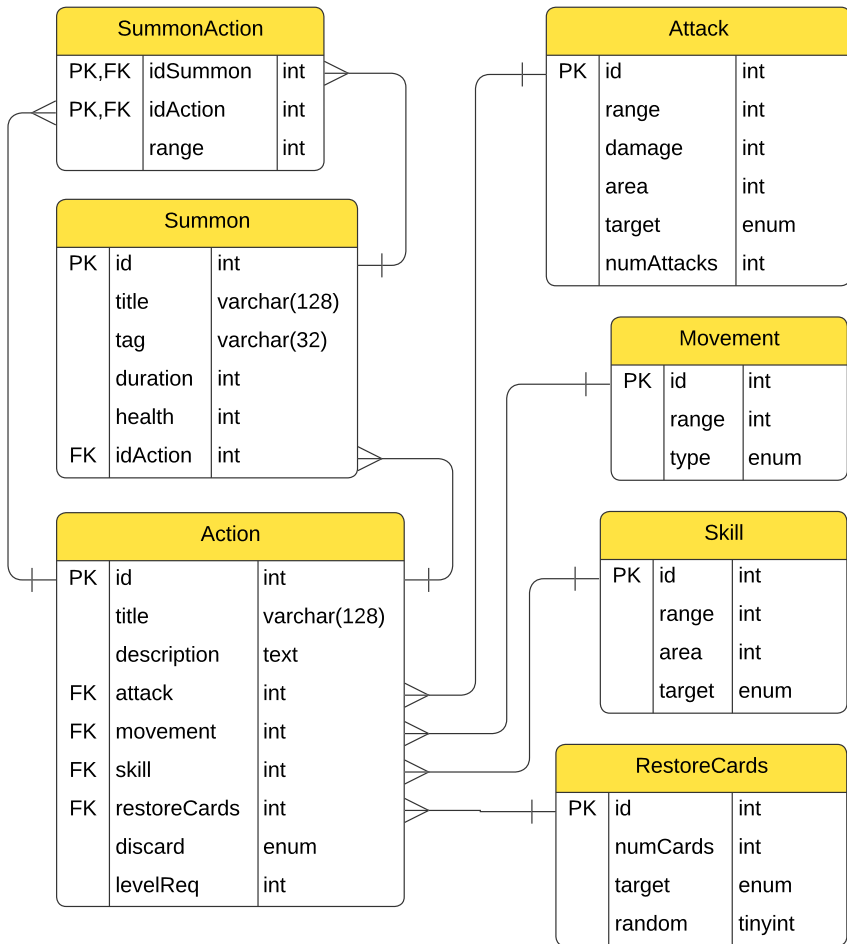 SummonAction
PK,FK idSummon int
PK,FK idAction int
range int
Summon
PK id int
title varchar(128)
tag varchar(32)
duration int
health int
FK idAction int
Action
PK id int
title varchar(128)
description text
FK attack int
FK movement int
FK skill int
FK restoreCards int
discard enum
levelReq int
Attack
PK id int
range int
damage int
area int
target enum
numAttacks int
Movement
PK id int
range int
type enum
Skill
PK id int
range int
area int
target enum
RestoreCards
PK id int
numCards int
target enum
random tinyint